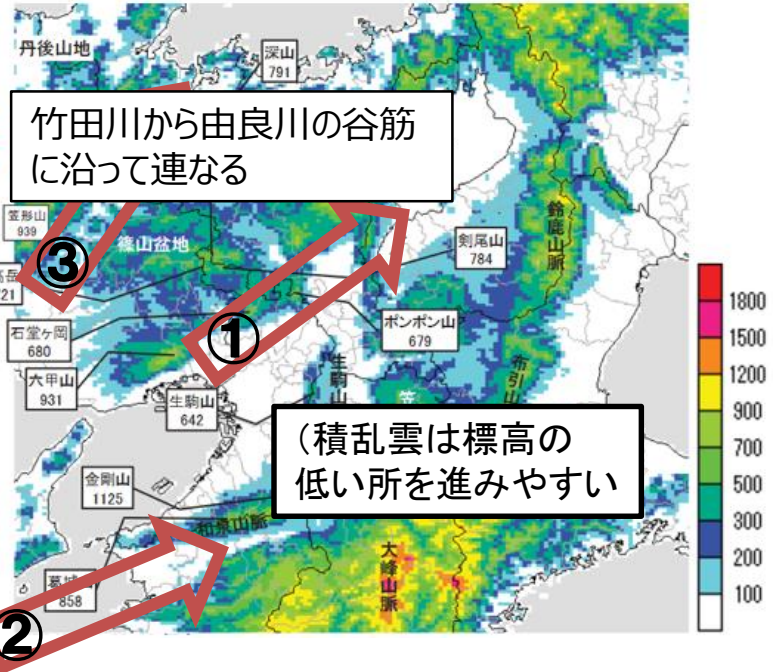 丹後山地
深山
791
竹田川から由良川の谷筋
に沿って連なる
笠形山
939
③
篠山盆地
剣尾山
784
鈴鹿山脈
721
①
石堂ヶ岡
680
ポンポン山
679
六甲山
931
生駒山
642
生駒山
布引山
笠
(積乱雲は標高の
低い所を進みやすい
金剛山
1125
和泉山脈
大峰山脈
858
②
1800
1500
1200
900
700
500
300
200
100